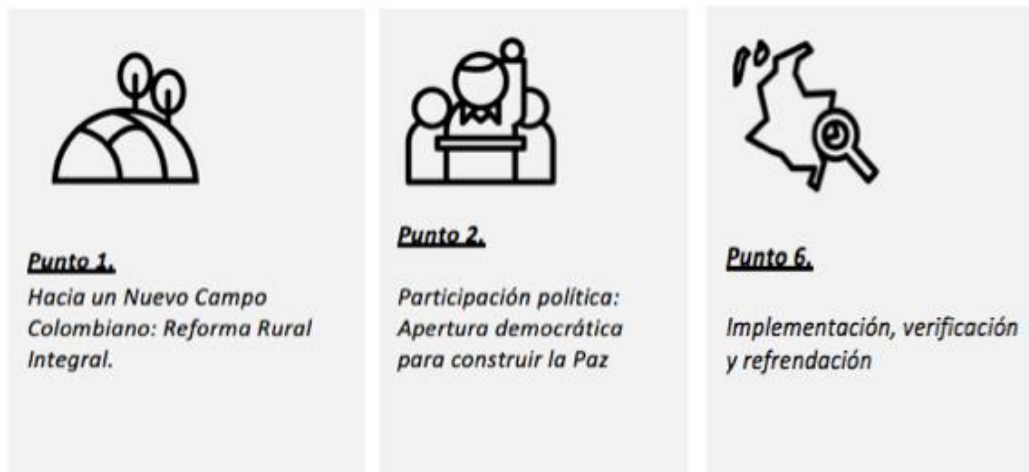 Punto 1.
Hacia un Nuevo Campo
Colombiano: Reforma Rural
Integral.
Punto 2.
Participación política:
Apertura democrática
para construir la Paz
Punto 6.
Implementación, verificación
y refrendación